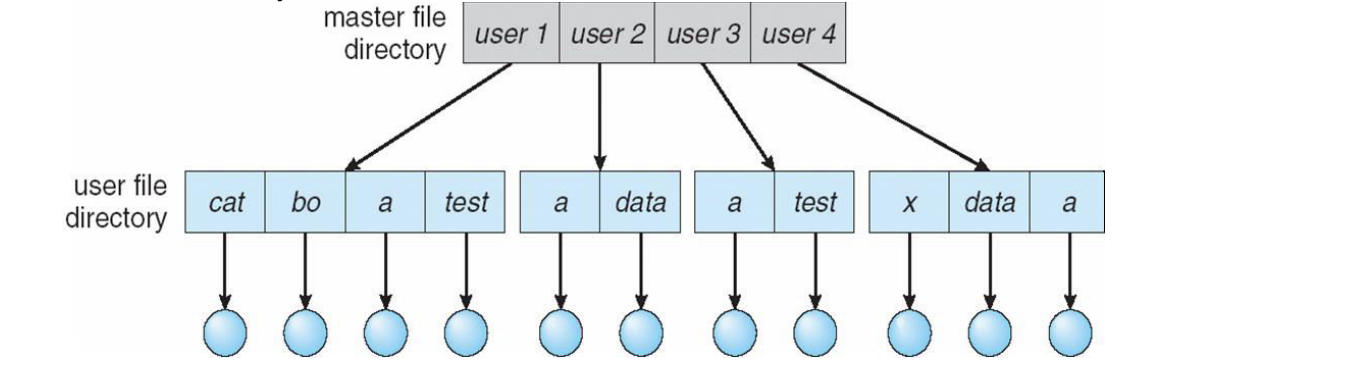 master file
directory
user 1 user 2 user 3 user 4
user file
directory
cat bo a test a data a test x data a